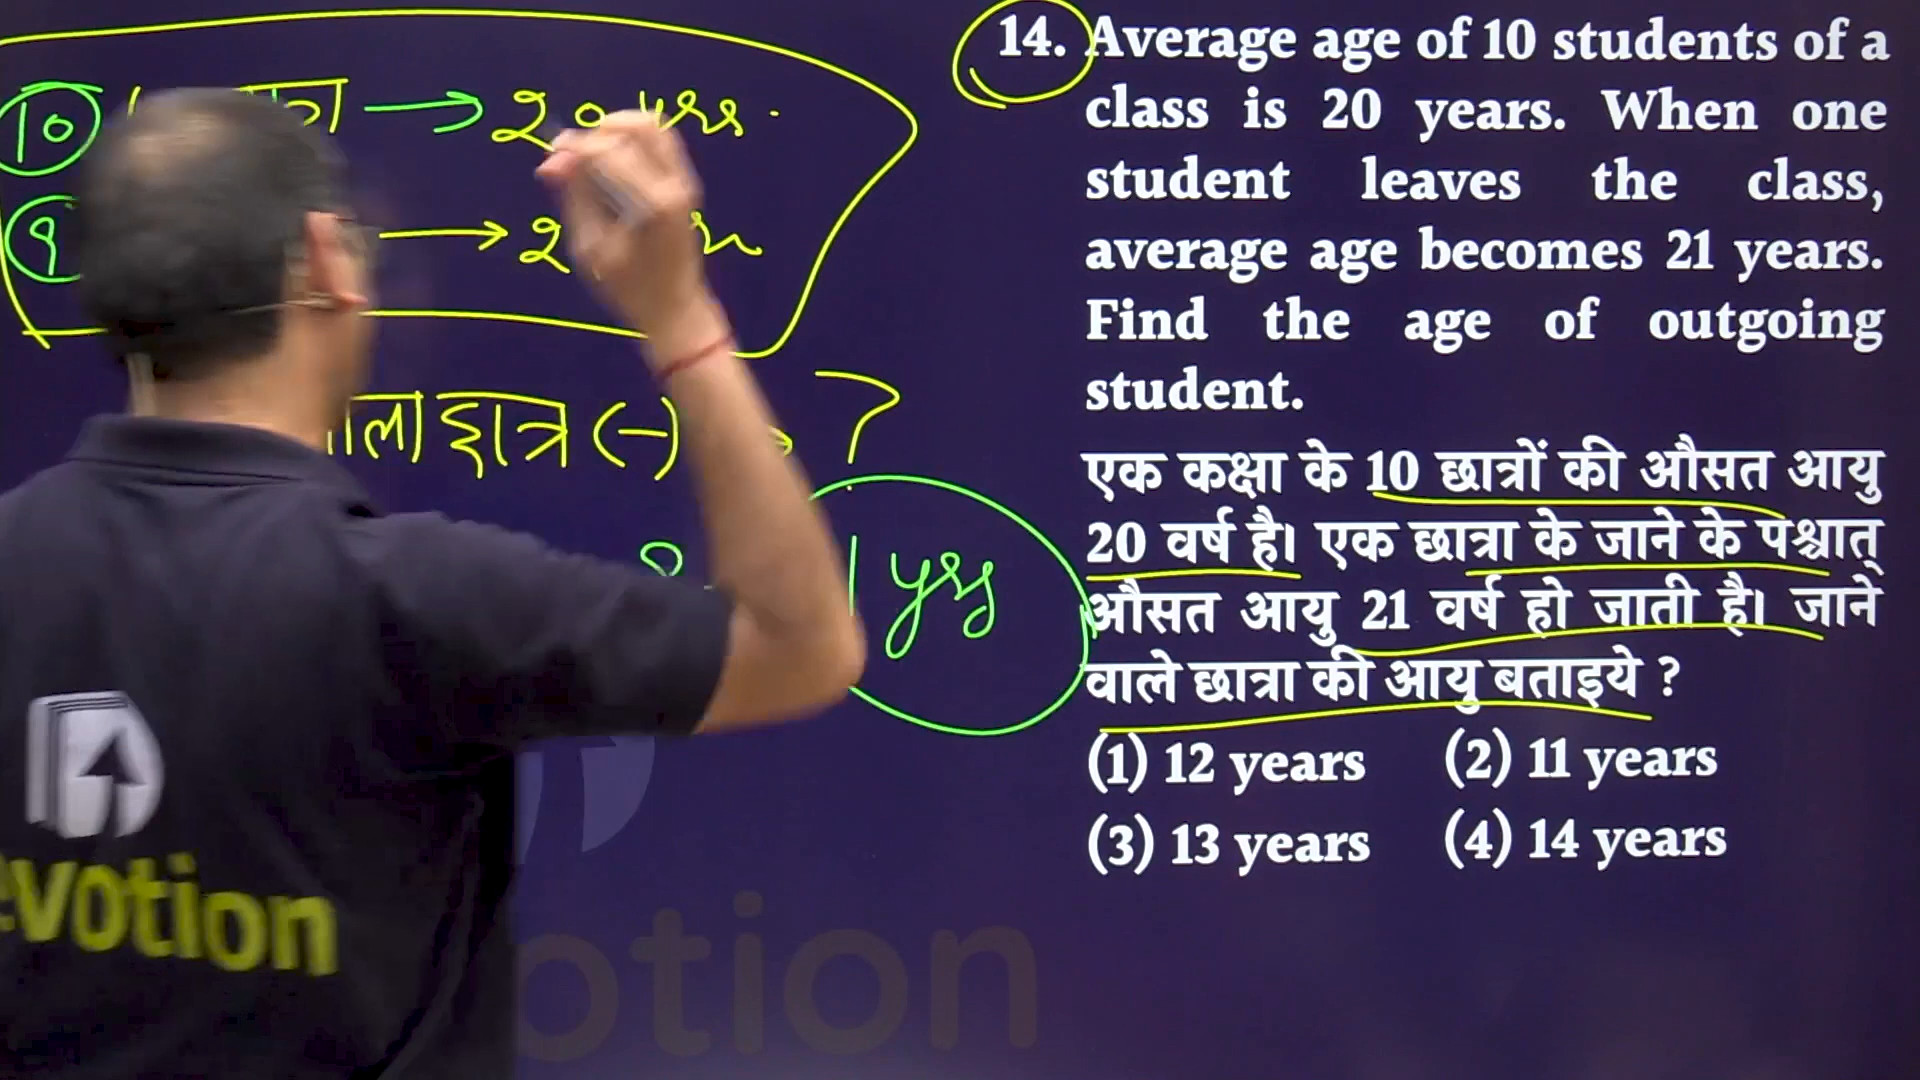 14. Average age of 10 students of a
class is 20 years. When one
student leaves the class,
average age becomes 21 years.
Find the age of outgoing
student.
एक कक्षा के 10 छात्रों की औसत आयु
20 वर्ष है। एक छात्रा के जाने के पश्चात्
औसत आयु 21 वर्ष हो जाती है। जाने
वाले छात्रा की आयु बताइये ?
(1) 12 years (2) 11 years
(3) 13 years (4) 14 years
10 → 20 yrs.
9 →
छात्र (-) ?
yrs
votion
otion